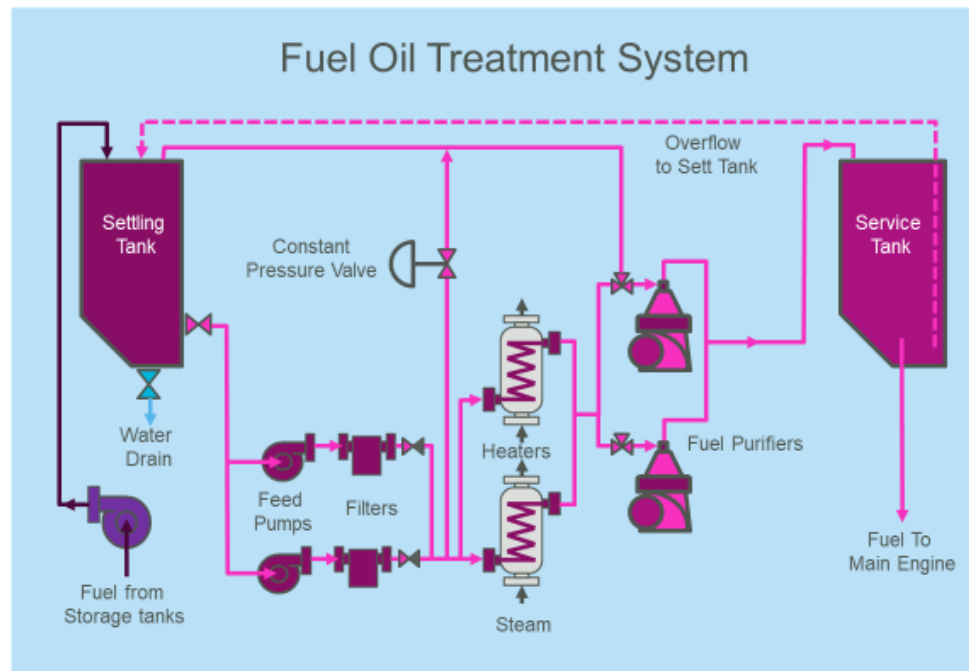 Fuel Oil Treatment System
Overflow
to Sett Tank
Settling
Tank
Service
Tank
Constant
Pressure Valve
Water
Drain
Heaters
Fuel Purifiers
Feed
Pumps
Filters
Fuel from
Storage tanks
Steam
Fuel To
Main Engine